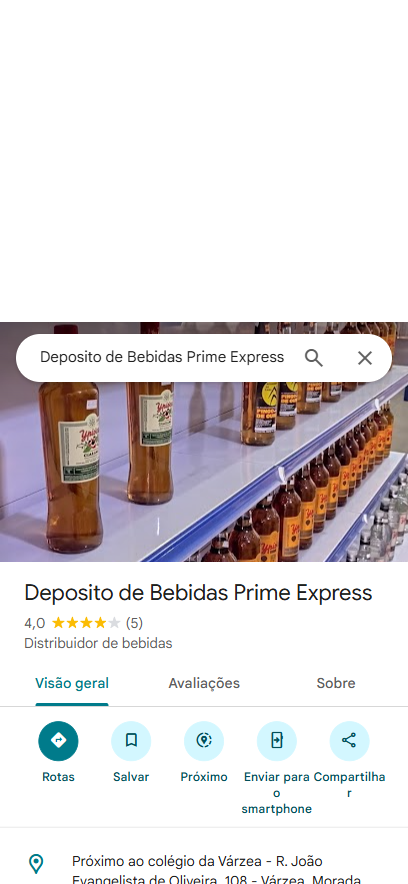 Deposito de Bebidas Prime Express
Ypióca
Ypióca
Deposito de Bebidas Prime Express
4,0 (5)
Distribuidor de bebidas
Visão geral Avaliações Sobre
Rotas Salvar Próximo Enviar para o smartphone Compartilhar
Próximo ao colégio da Várzea - R. João
Evangelista de Oliveira, 108 - Várzea, Morada